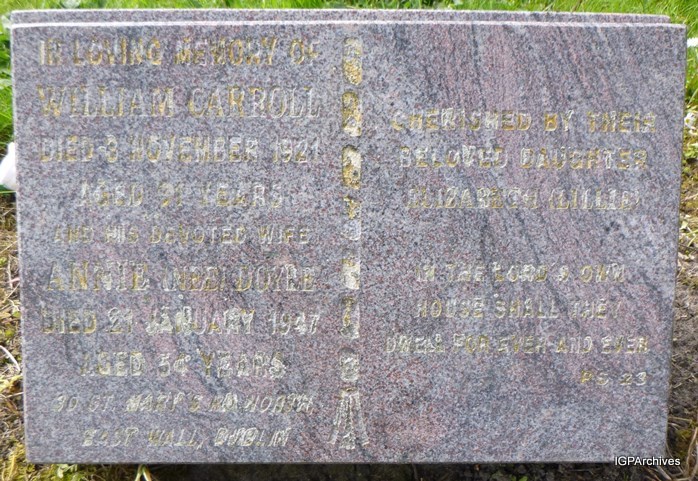 IN LOVING MEMORY OF
WILLIAM CARROLL
DIED 8 NOVEMBER 1921
AGED 21 YEARS
AND HIS DEVOTED WIFE
ANNIE (NEE) DOYLE
DIED 21 JANUARY 1947
AGED 54 YEARS
30 ST. MARY'S RD. NORTH,
EAST WALL, DUBLIN
CHERISHED BY THEIR
BELOVED DAUGHTER
ELIZABETH (LILLIE)
IN THE LORD'S OWN
HOUSE SHALL THEY
DWELL FOR EVER AND EVER
PS 23
IGPArchives